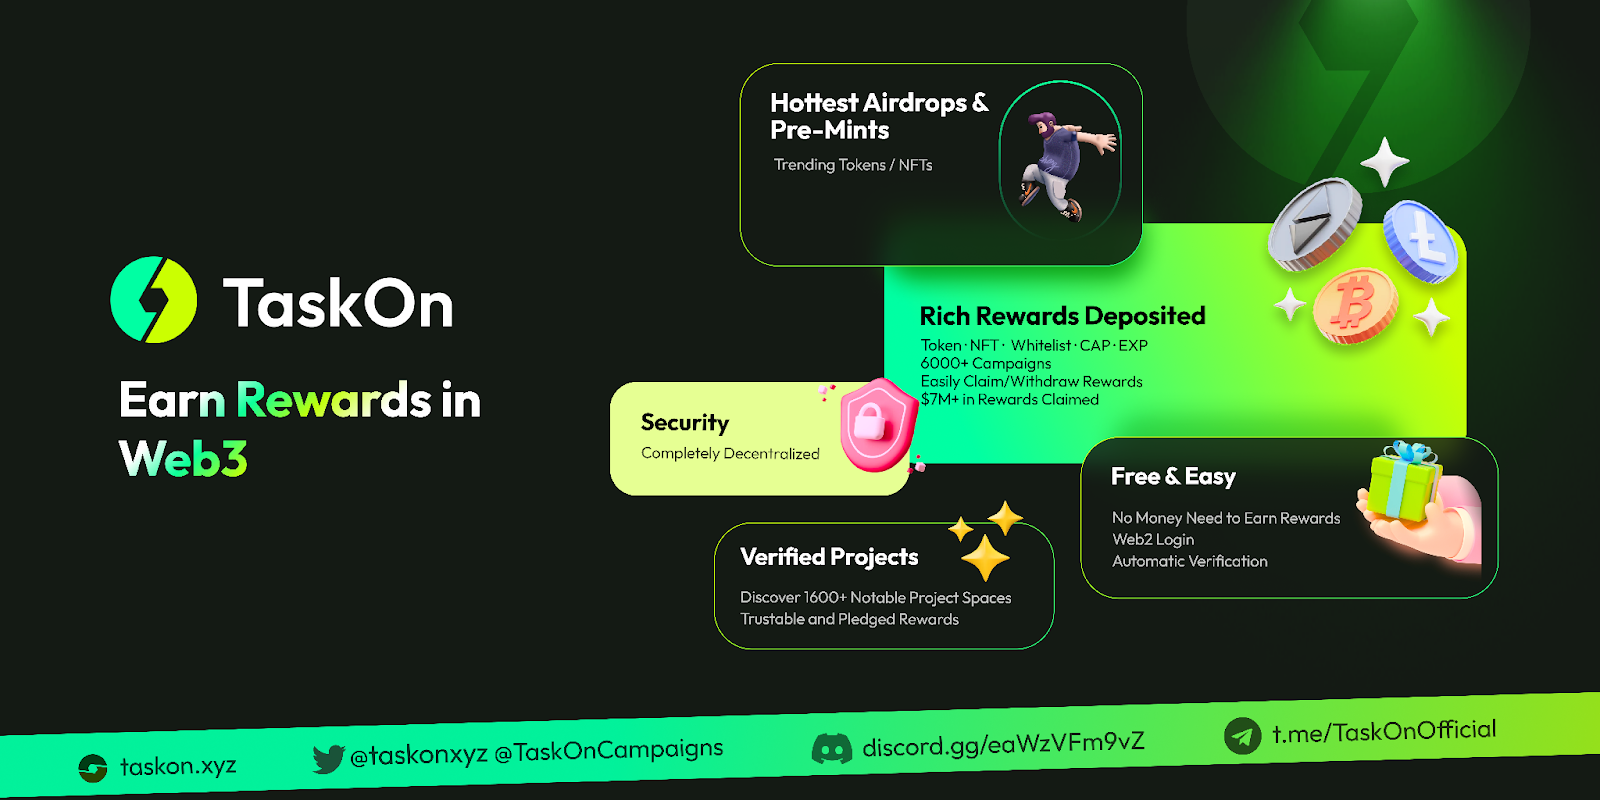 TaskOn
Earn Rewards in
Web3
Hottest Airdrops &
Pre-Mints
Trending Tokens / NFTs
Rich Rewards Deposited
Token · NFT · Whitelist · CAP · EXP
6000+ Campaigns
Easily Claim/Withdraw Rewards
$7M+ in Rewards Claimed
Security
Completely Decentralized
Free & Easy
No Money Need to Earn Rewards
Web2 Login
Automatic Verification
Verified Projects
Discover 1600+ Notable Project Spaces
Trustable and Pledged Rewards
taskon.xyz
@taskonxyz @TaskOnCampaigns
discord.gg/eaWzVFm9vZ
t.me/TaskOnOfficial